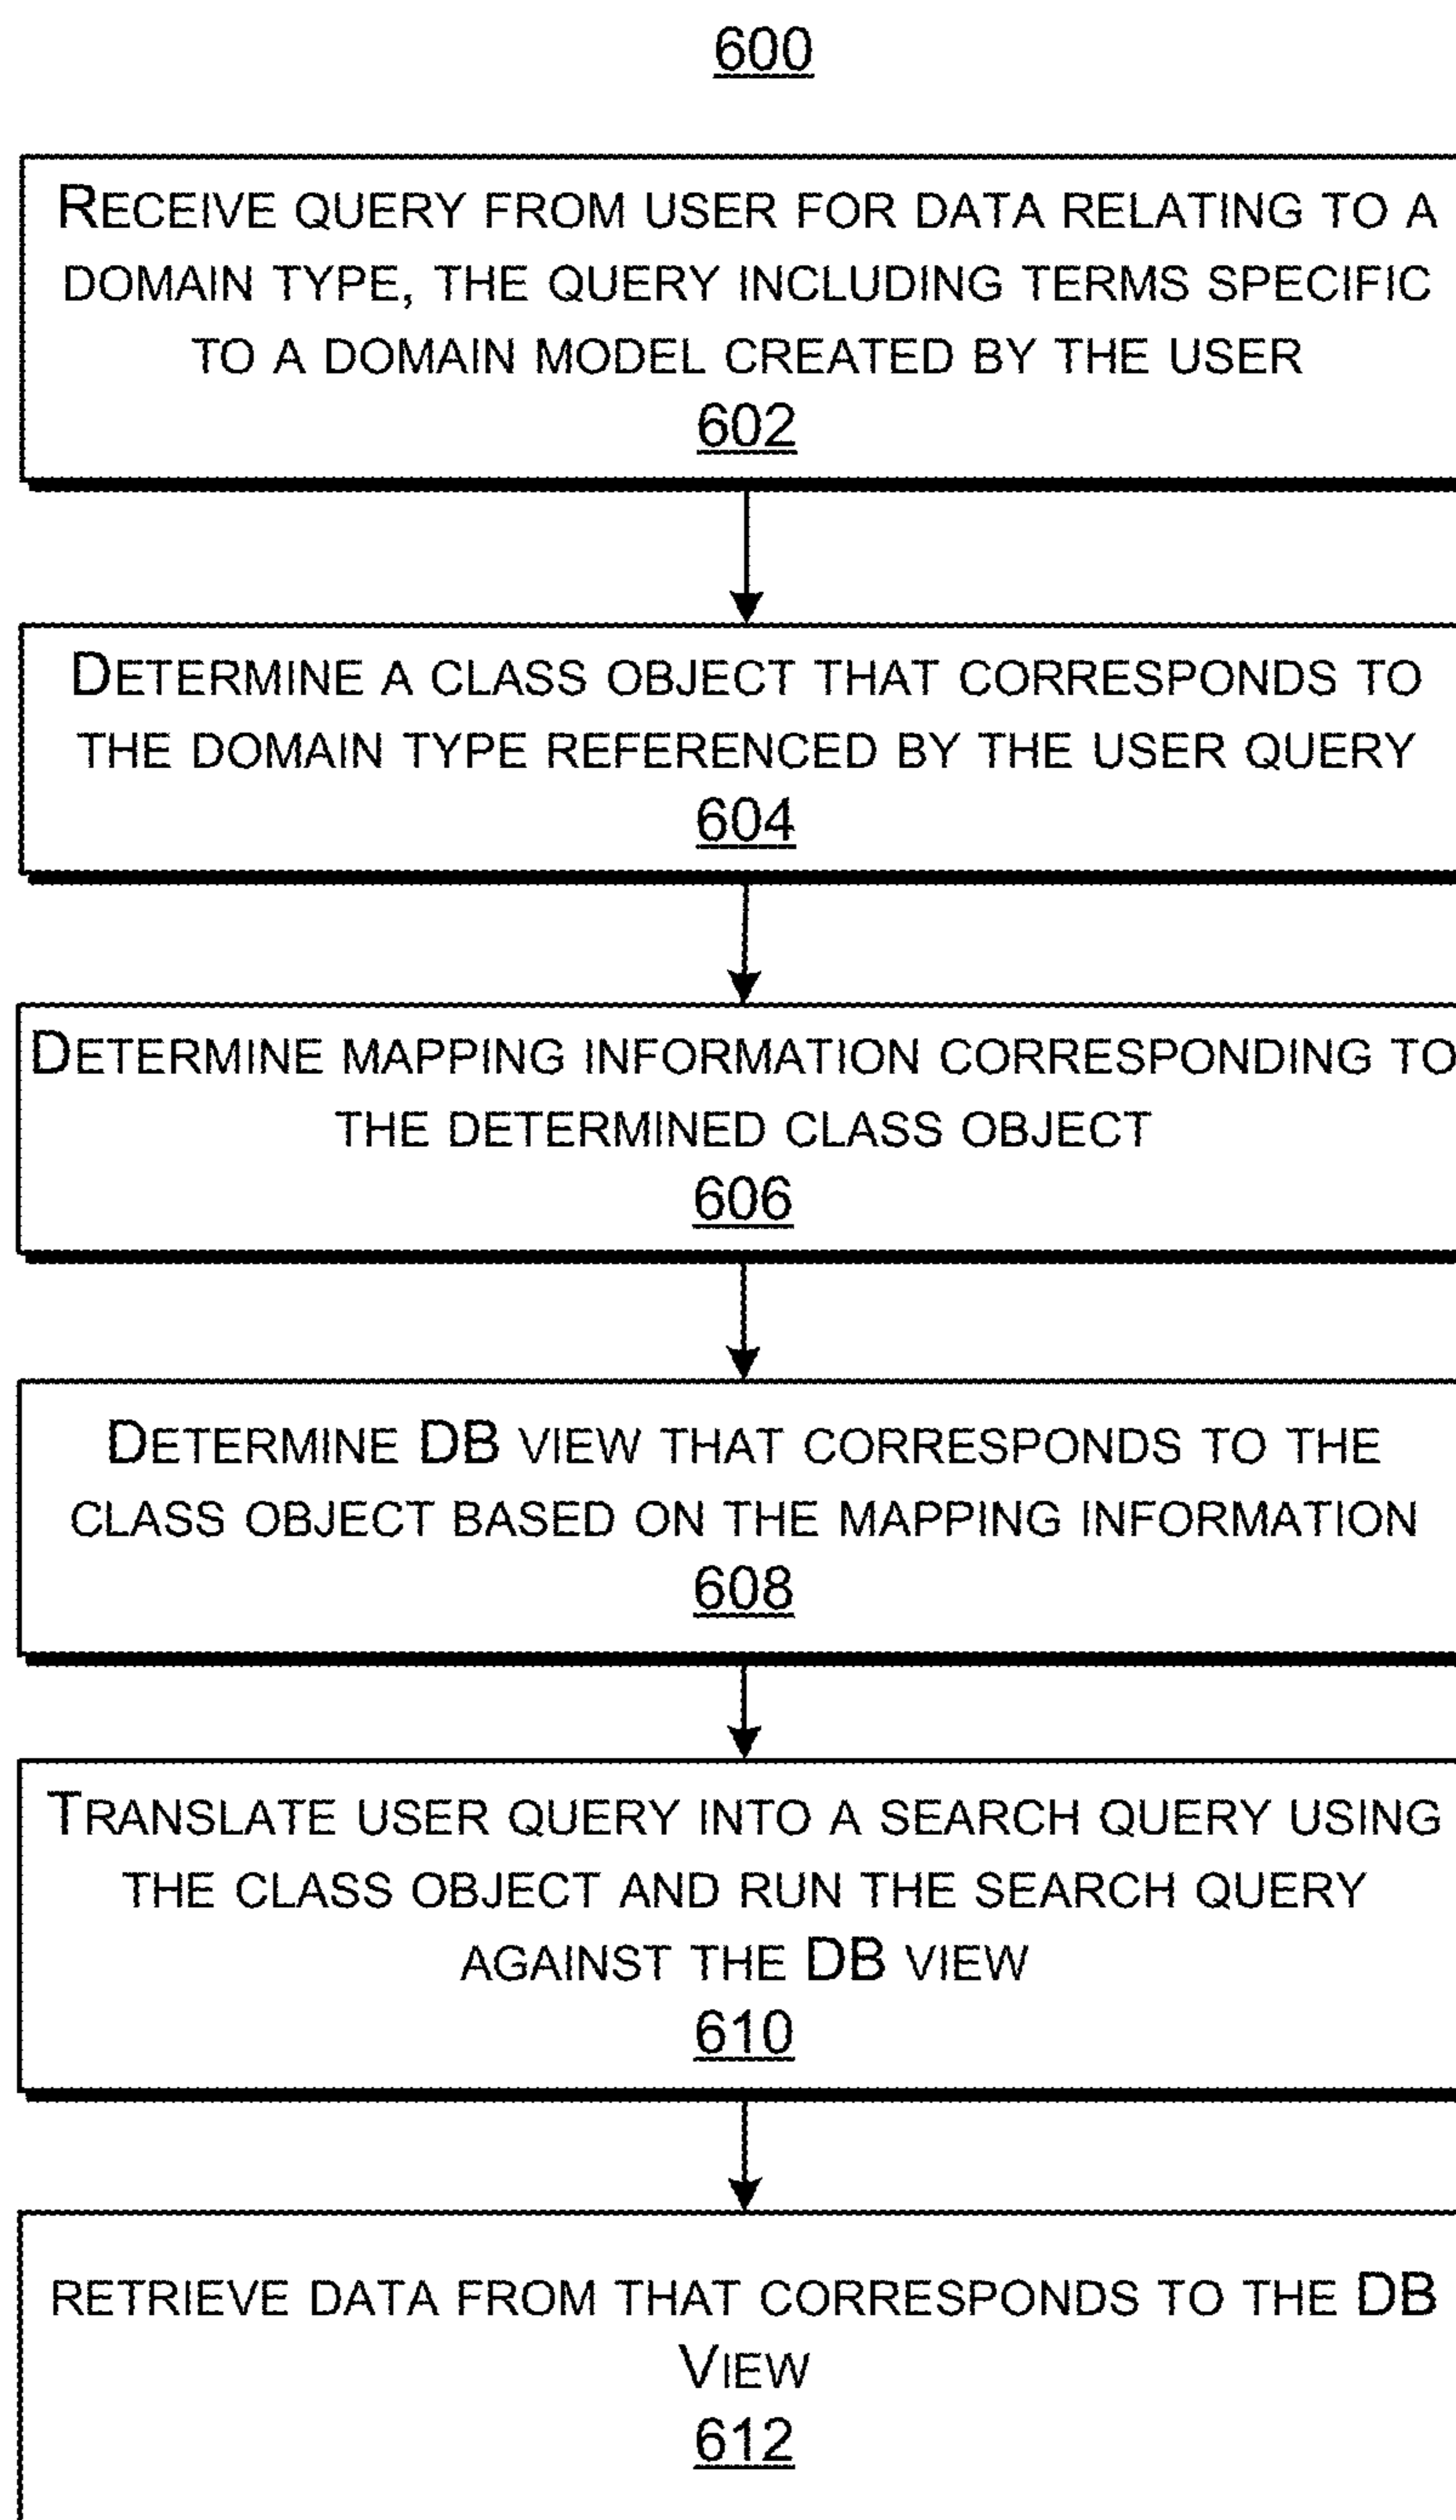 600
RECEIVE QUERY FROM USER FOR DATA RELATING TO A
DOMAIN TYPE, THE QUERY INCLUDING TERMS SPECIFIC
TO A DOMAIN MODEL CREATED BY THE USER
602
DETERMINE A CLASS OBJECT THAT CORRESPONDS TO
THE DOMAIN TYPE REFERENCED BY THE USER QUERY
604
DETERMINE MAPPING INFORMATION CORRESPONDING TO
THE DETERMINED CLASS OBJECT
606
DETERMINE DB VIEW THAT CORRESPONDS TO THE
CLASS OBJECT BASED ON THE MAPPING INFORMATION
608
TRANSLATE USER QUERY INTO A SEARCH QUERY USING
THE CLASS OBJECT AND RUN THE SEARCH QUERY
AGAINST THE DB VIEW
610
RETRIEVE DATA FROM THAT CORRESPONDS TO THE DB
VIEW
612